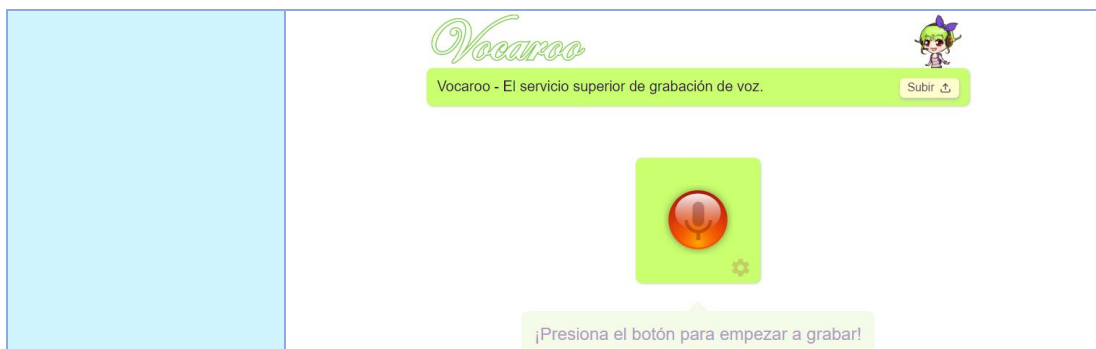 Vocaroo
Vocaroo - El servicio superior de grabación de voz.
Subir
¡Presiona el botón para empezar a grabar!